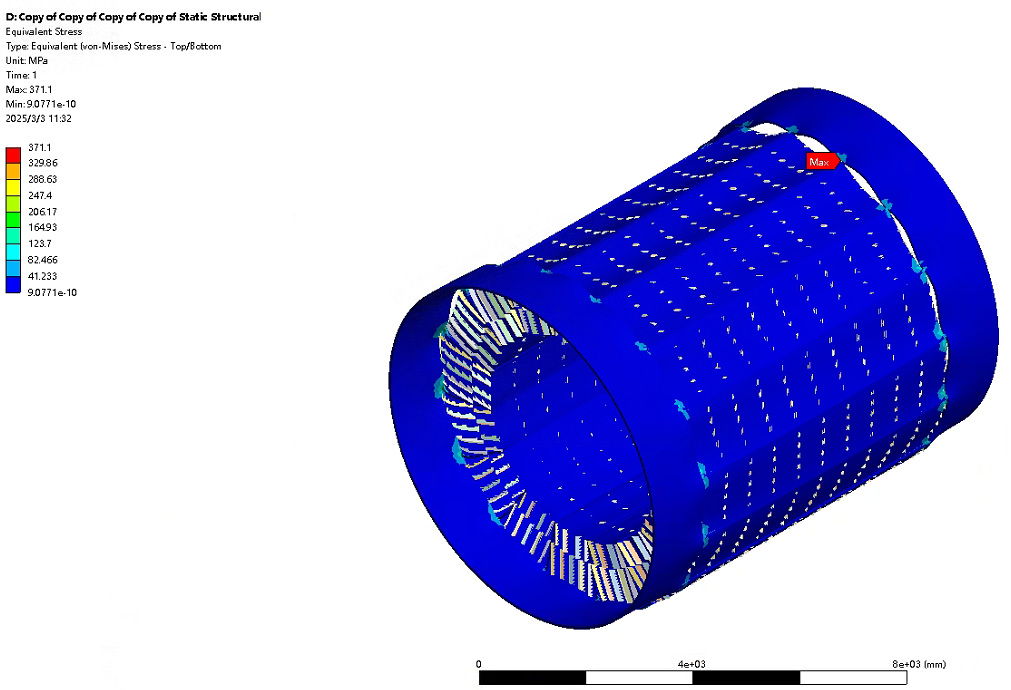 D: Copy of Copy of Copy of Copy of Static Structural
Equivalent Stress
Type: Equivalent (von-Mises) Stress - Top/Bottom
Unit: MPa
Time: 1
Max: 371.1
Min: 9.0771e-10
2025/3/3 11:32
371.1
329.86
288.63
247.4
206.17
164.93
123.7
82.466
41.233
9.0771e-10
Max
0 4e+03 8e+03 (mm)